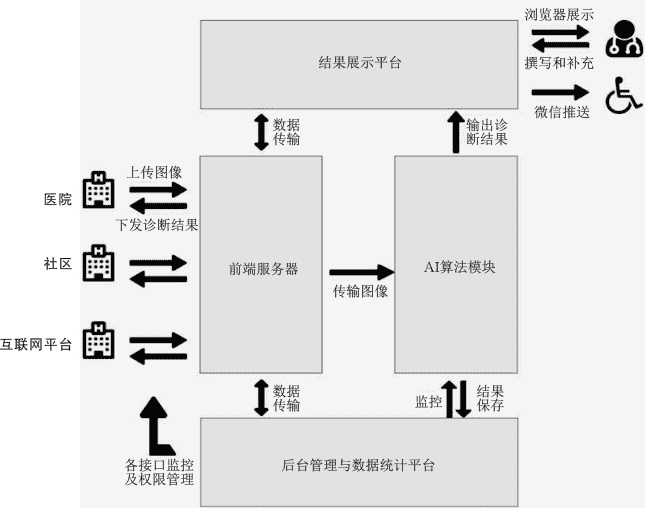 浏览器展示
结果展示平台
撰写和补充
微信推送
数据
传输
输出诊
断结果
上传图像
医院
下发诊断结果
社区
前端服务器
AI算法模块
传输图像
互联网平台
数据
传输
监控
结果
保存
各接口监控
及权限管理
后台管理与数据统计平台